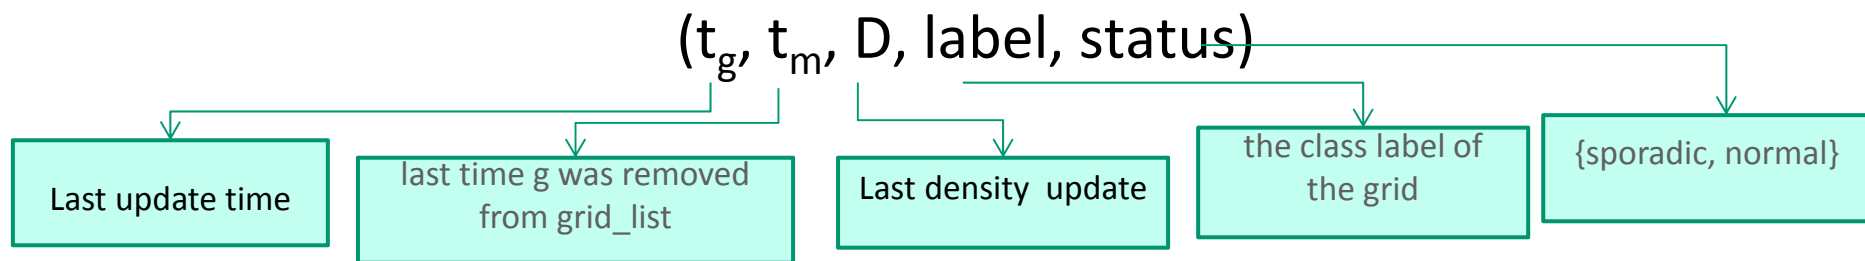 (tg, tm, D, label, status)
Last update time
last time g was removed
from grid_list
Last density update
the class label of
the grid
{sporadic, normal}